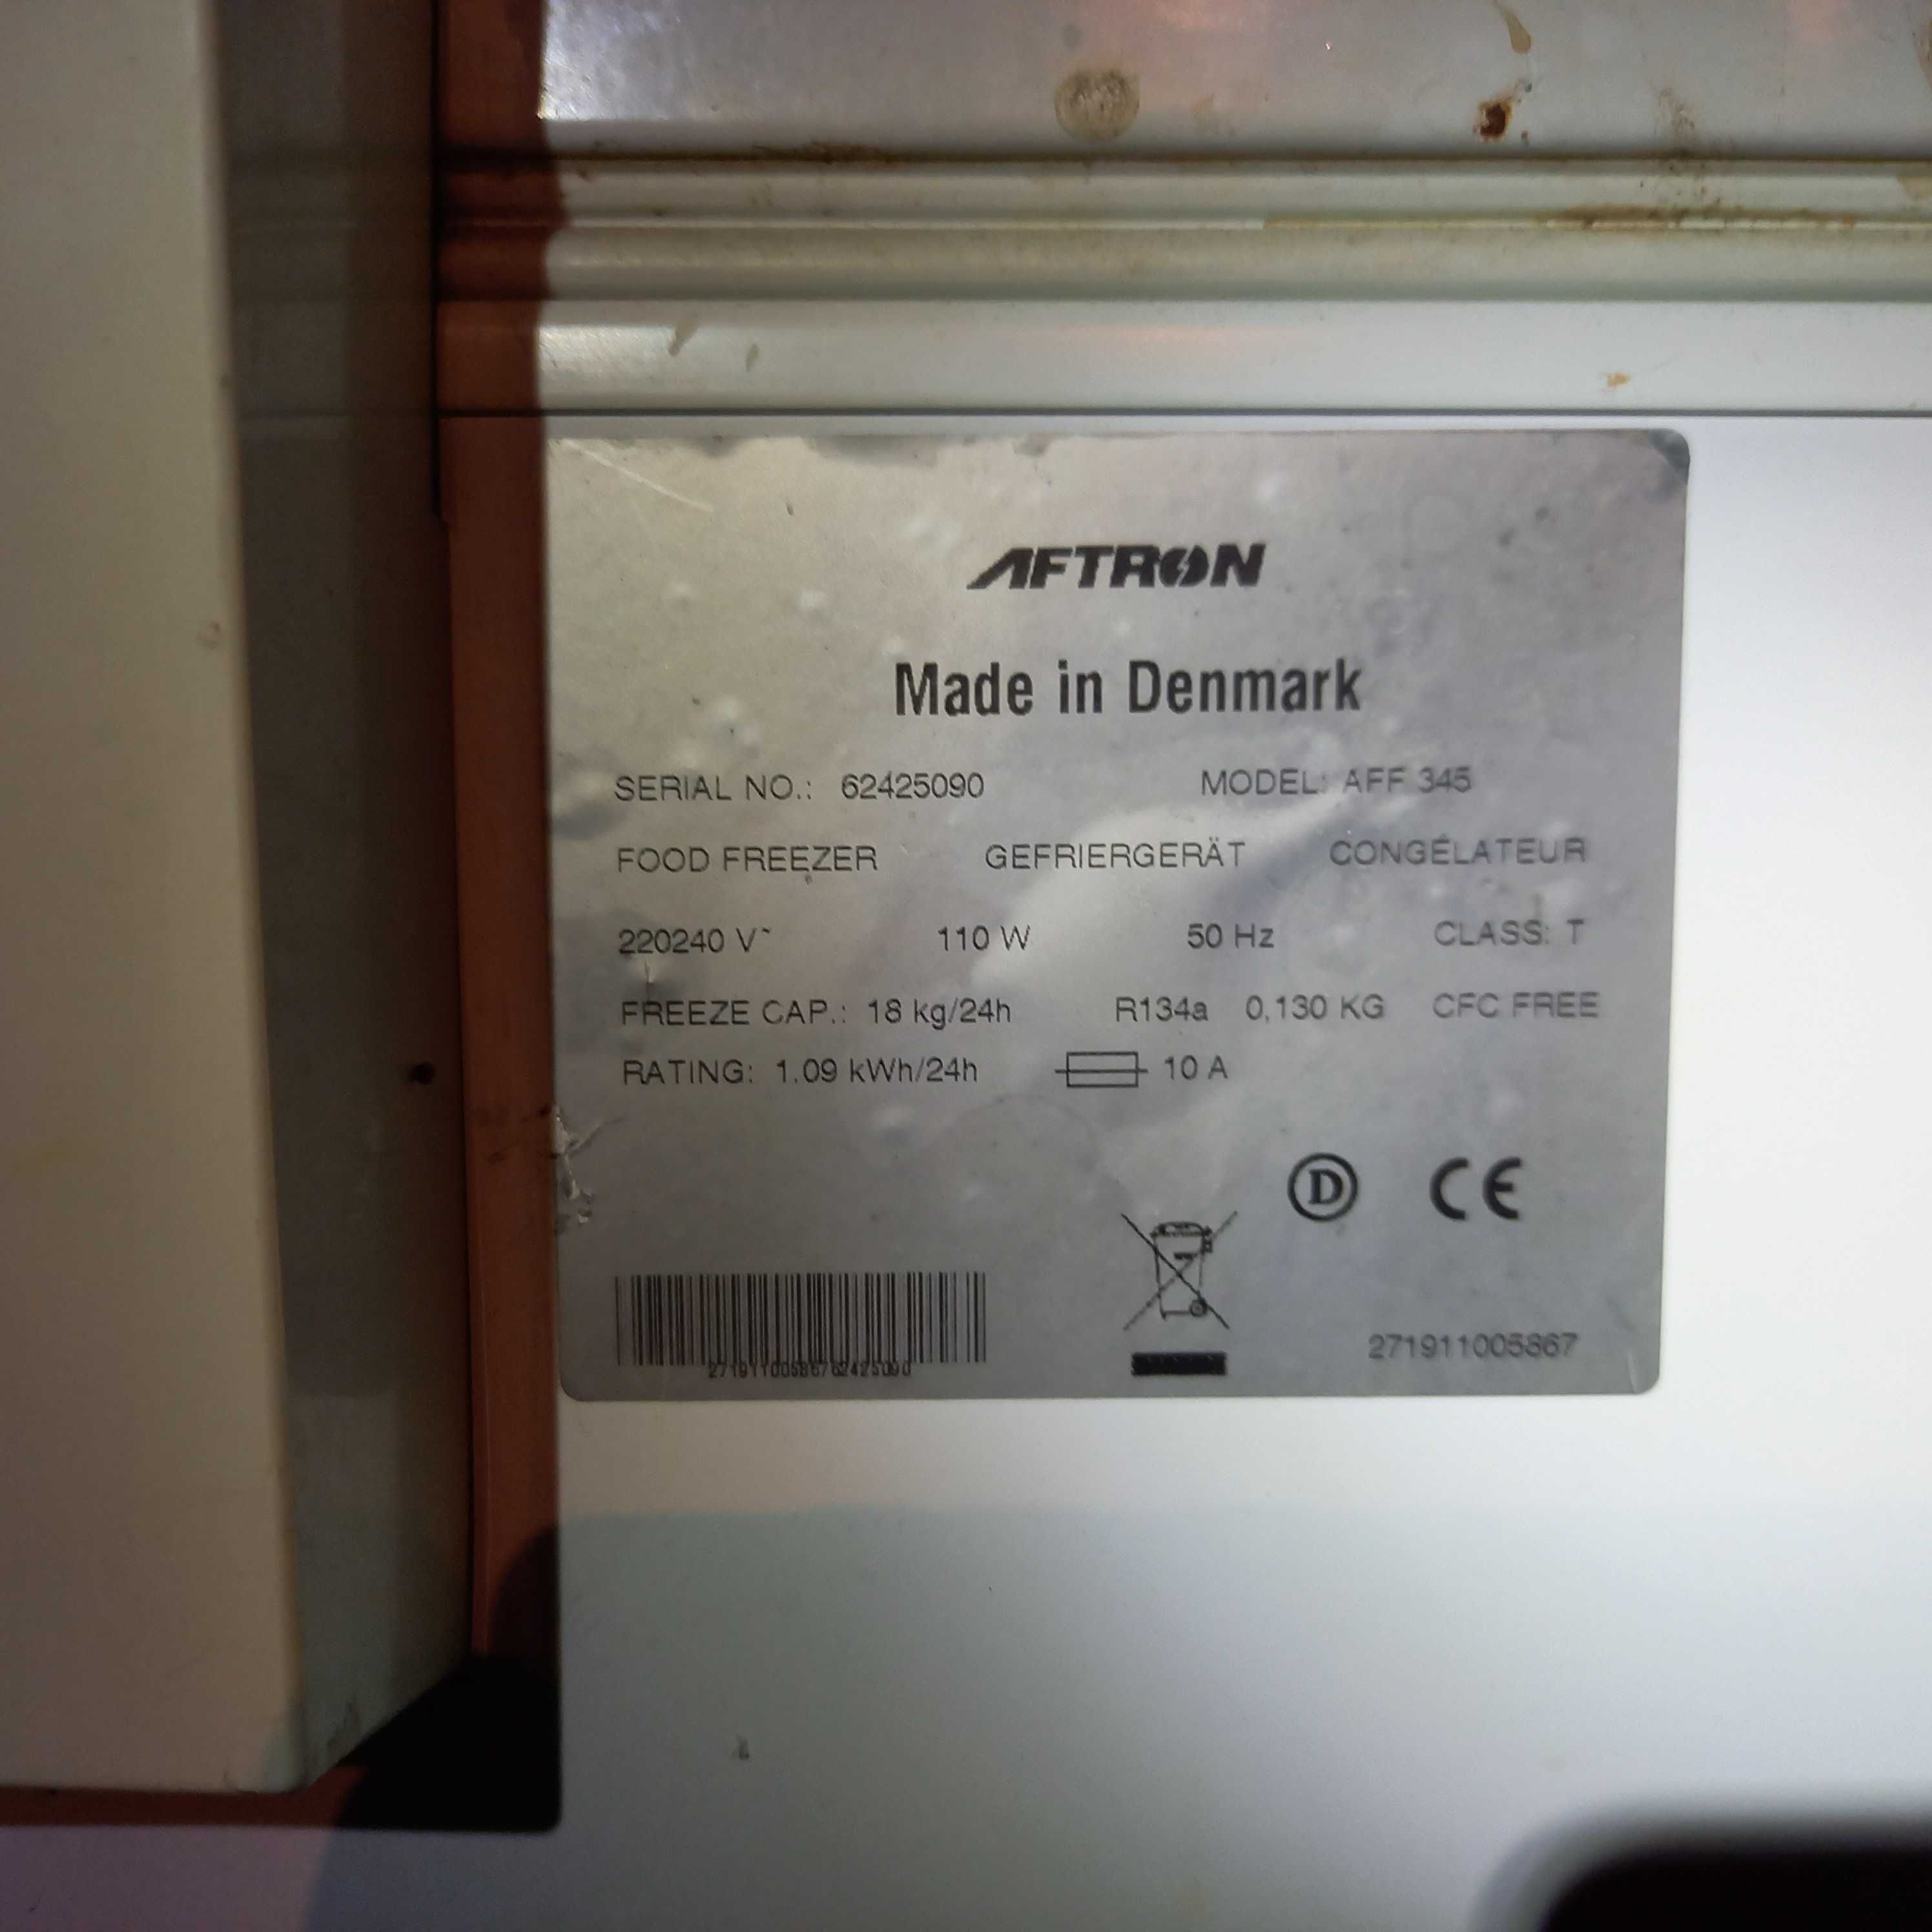 AFTRON
Made in Denmark
SERIAL NO.: 62425090 MODEL: AFF 345
FOOD FREEZER GEFRIERGERÄT CONGÉLATEUR
220240 V~ 110 W 50 Hz CLASS: T
FREEZE CAP.: 18 kg/24h R134a 0,130 KG CFC FREE
RATING: 1.09 kWh/24h 10 A
D CE
271911005867
27191100586762425090